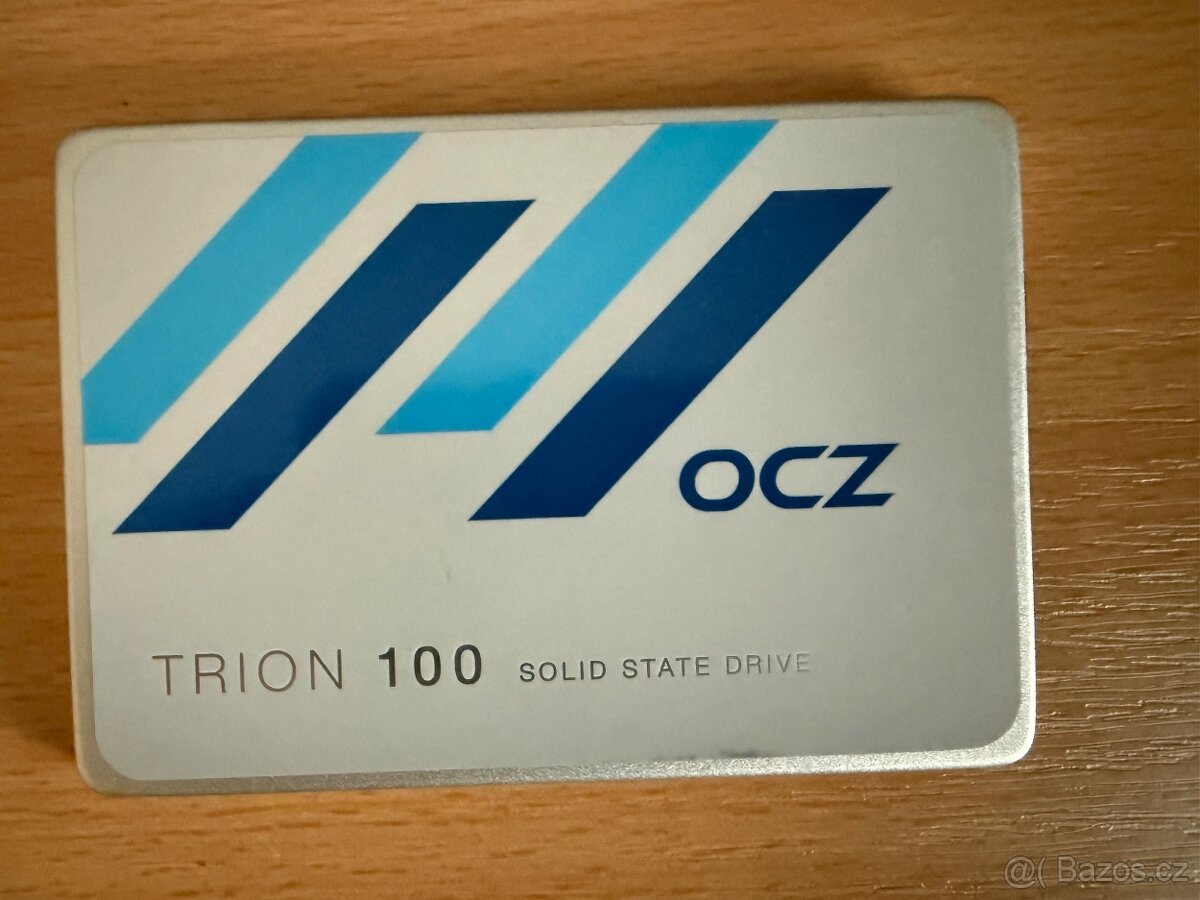 OCZ
TRION 100 SOLID STATE DRIVE
@( Bazos.cz